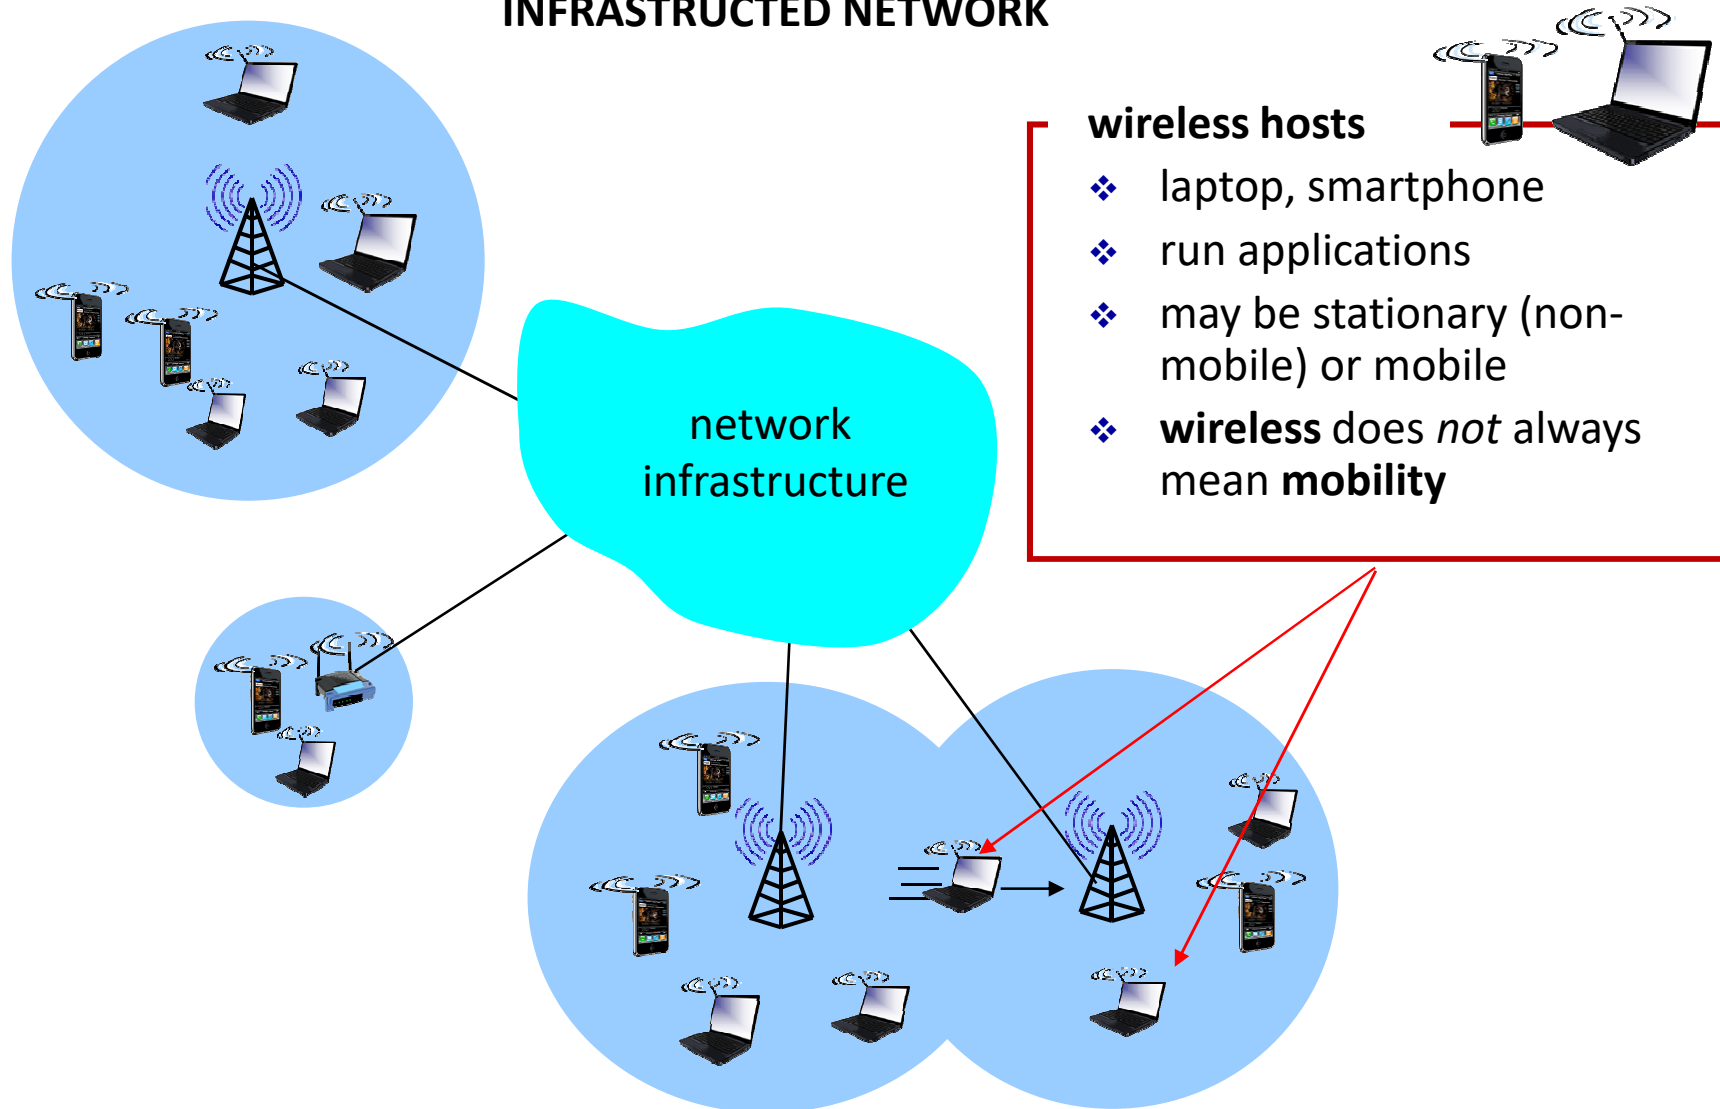 INFRASTRUCTED NETWORK
wireless hosts
❖ laptop, smartphone
❖ run applications
❖ may be stationary (non-
mobile) or mobile
❖ wireless does not always
mean mobility
network
infrastructure